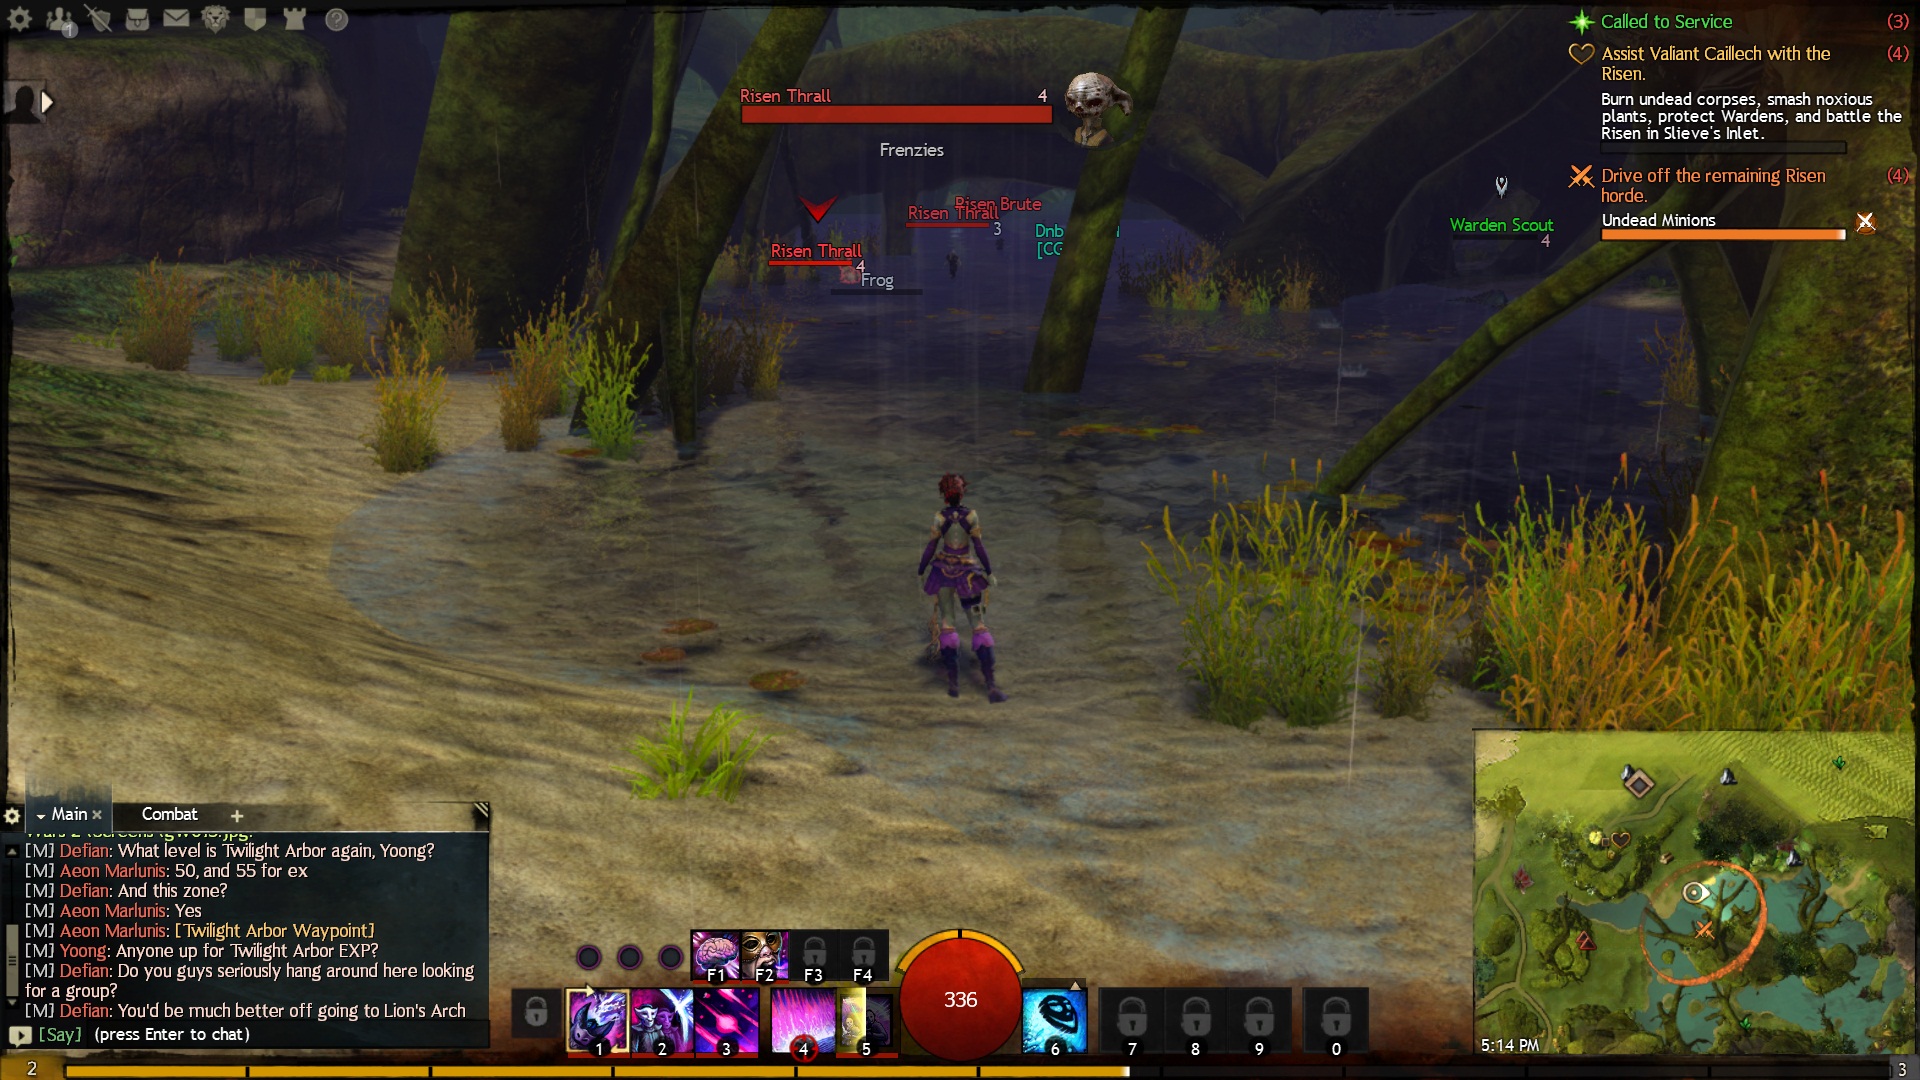 1
Called to Service
(3)
Assist Valiant Caillech with the
(4)
Risen.
Burn undead corpses, smash noxious
plants, protect Wardens, and battle the
Risen in Slieve's Inlet.
Drive off the remaining Risen
(4)
horde.
Undead Minions
Risen Thrall
4
Frenzies
Risen Brute
Risen Thrall
3
Risen Thrall
4
Frog
Warden Scout
4
Main
Combat
[M] Defian: What level is Twilight Arbor again, Yoong?
[M] Aeon Marlunis: 50, and 55 for ex
[M] Defian: And this zone?
[M] Aeon Marlunis: Yes
[M] Aeon Marlunis: [Twilight Arbor Waypoint]
[M] Yoong: Anyone up for Twilight Arbor EXP?
[M] Defian: Do you guys seriously hang around here looking
for a group?
[M] Defian: You'd be much better off going to Lion's Arch
[Say] (press Enter to chat)
F1 F2 F3 F4
336
1 2 3 4 5 6 7 8 9 0
5:14 PM
2
3